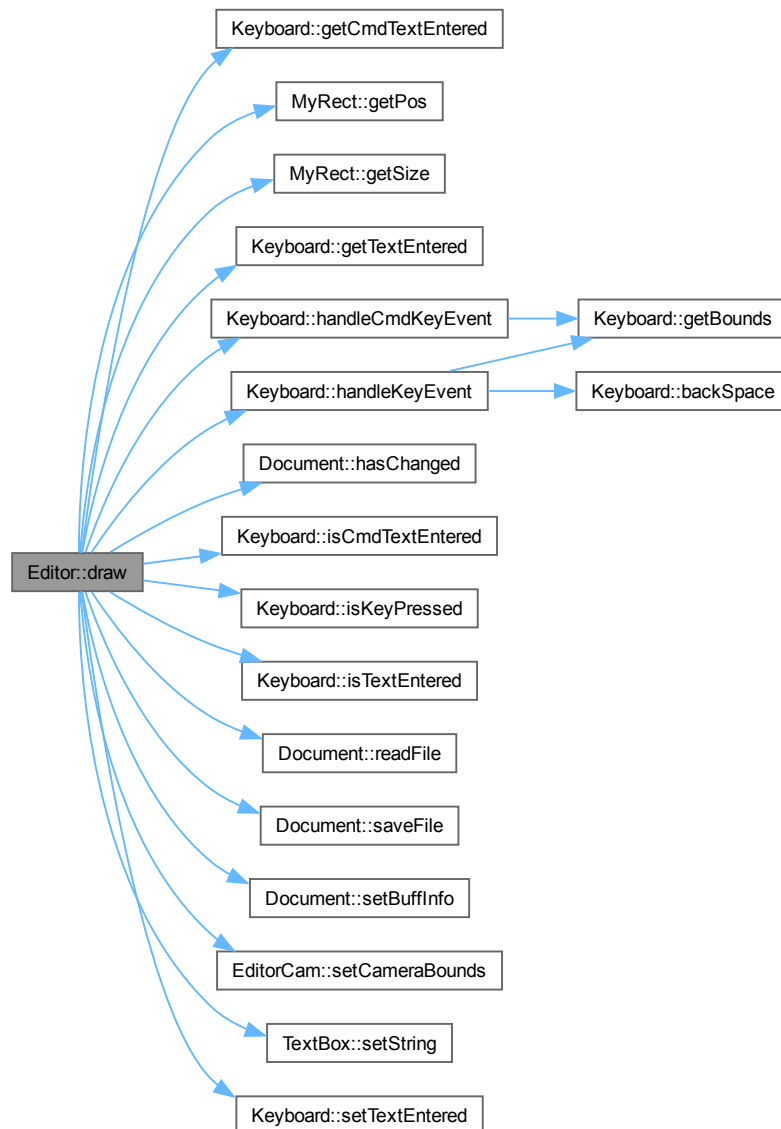 Keyboard::getCmdTextEntered
MyRect::getPos
MyRect::getSize
Keyboard::getTextEntered
Keyboard::handleCmdKeyEvent
Keyboard::getBounds
Keyboard::handleKeyEvent
Keyboard::backSpace
Document::hasChanged
Keyboard::isCmdTextEntered
Editor::draw
Keyboard::isKeyPressed
Keyboard::isTextEntered
Document::readFile
Document::saveFile
Document::setBuffInfo
EditorCam::setCameraBounds
TextBox::setString
Keyboard::setTextEntered